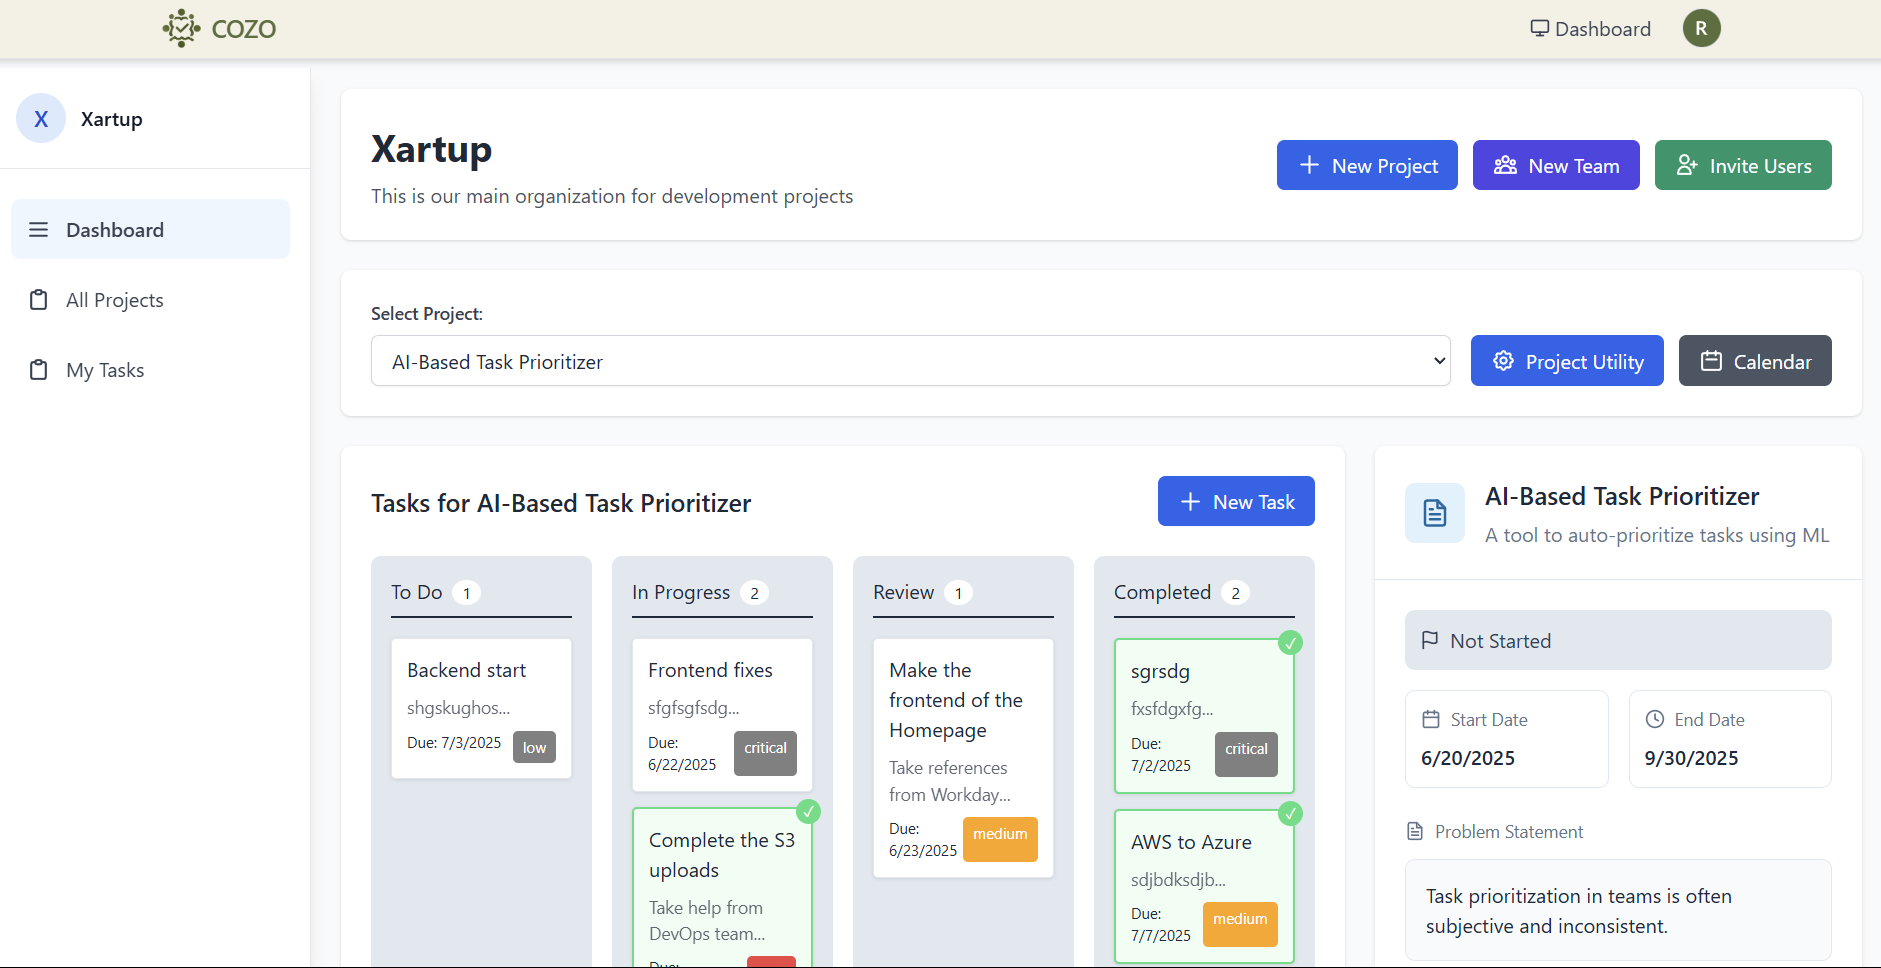 COZO
Dashboard
R
X
Xartup
Dashboard
All Projects
My Tasks
Xartup
This is our main organization for development projects
New Project
New Team
Invite Users
Select Project:
AI-Based Task Prioritizer
Project Utility
Calendar
Tasks for AI-Based Task Prioritizer
New Task
To Do 1
Backend start
shgskughos...
Due: 7/3/2025
low
In Progress 2
Frontend fixes
sfgfsgfsdg...
Due:
6/22/2025
critical
Complete the S3
uploads
Take help from
DevOps team...
Due:
Review 1
Make the
frontend of the
Homepage
Take references
from Workday...
Due:
6/23/2025
medium
Completed 2
sgrsdg
fxsfdgxfg...
Due:
7/2/2025
critical
AWS to Azure
sdjbdksdjb...
Due:
7/7/2025
medium
AI-Based Task Prioritizer
A tool to auto-prioritize tasks using ML
Not Started
Start Date
6/20/2025
End Date
9/30/2025
Problem Statement
Task prioritization in teams is often
subjective and inconsistent.